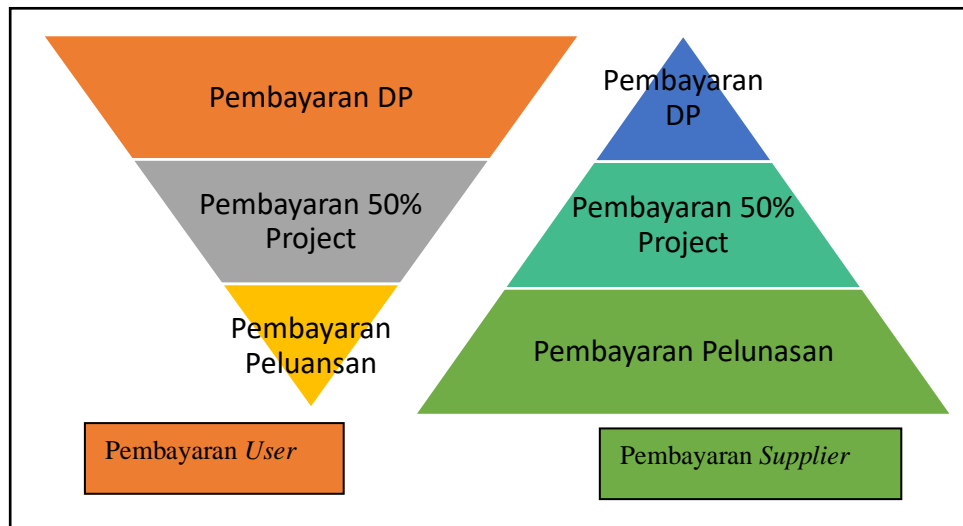 Pembayaran DP
Pembayaran 50%
Project
Pembayaran
Peluansan
Pembayaran User
Pembayaran
DP
Pembayaran 50%
Project
Pembayaran Pelunasan
Pembayaran Supplier